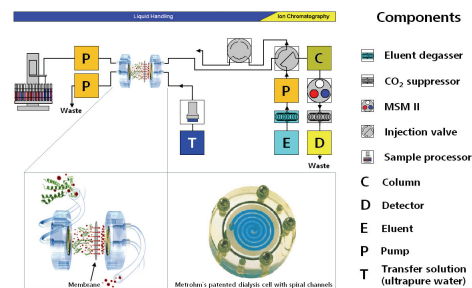 Liquid Handling
Ion Chromatography
P
P
Waste
T
C
P
E
D
Waste
Membrane
Metrohm's patented dialysis cell with spiral channels
Components
Eluent degasser
CO₂ suppressor
MSM II
Injection valve
Sample processor
C Column
D Detector
E Eluent
P Pump
T Transfer solution
(ultrapure water)